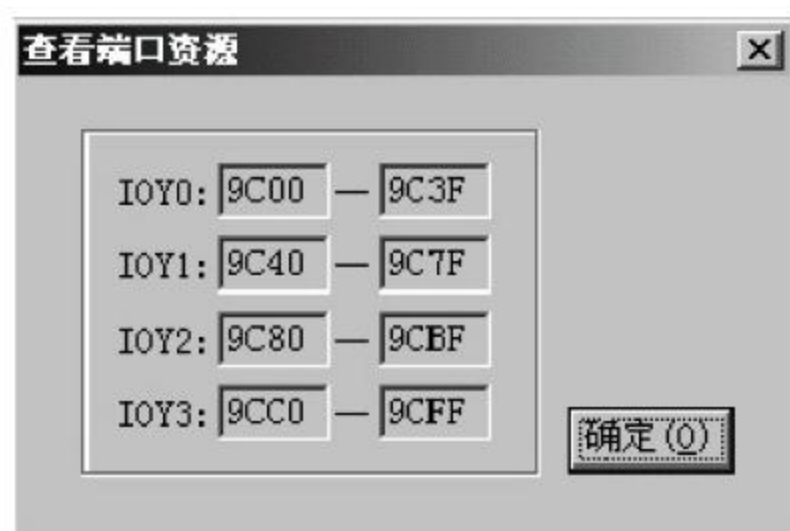 查看端口资源
IOY0: 9C00 — 9C3F
IOY1: 9C40 — 9C7F
IOY2: 9C80 — 9CBF
IOY3: 9CC0 — 9CFF
确定(O)